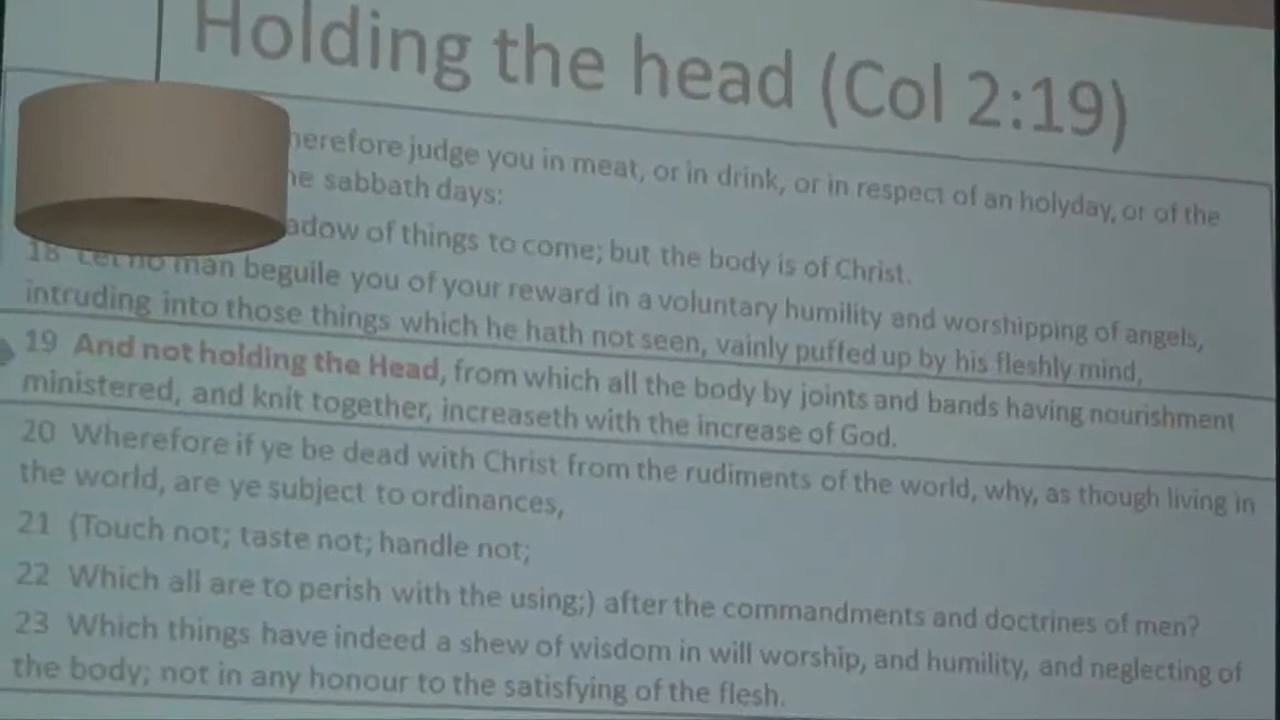 Holding the head (Col 2:19)
herefore judge you in meat, or in drink, or in respect of an holyday, or of the
he sabbath days:
adow of things to come; but the body is of Christ.
18 Let no man beguile you of your reward in a voluntary humility and worshipping of angels,
intruding into those things which he hath not seen, vainly puffed up by his fleshly mind,
19 And not holding the Head, from which all the body by joints and bands having nourishment
ministered, and knit together, increaseth with the increase of God.
20 Wherefore if ye be dead with Christ from the rudiments of the world, why, as though living in
the world, are ye subject to ordinances,
21 (Touch not; taste not; handle not;
22 Which all are to perish with the using;) after the commandments and doctrines of men?
23 Which things have indeed a shew of wisdom in will worship, and humility, and neglecting of
the body; not in any honour to the satisfying of the flesh.